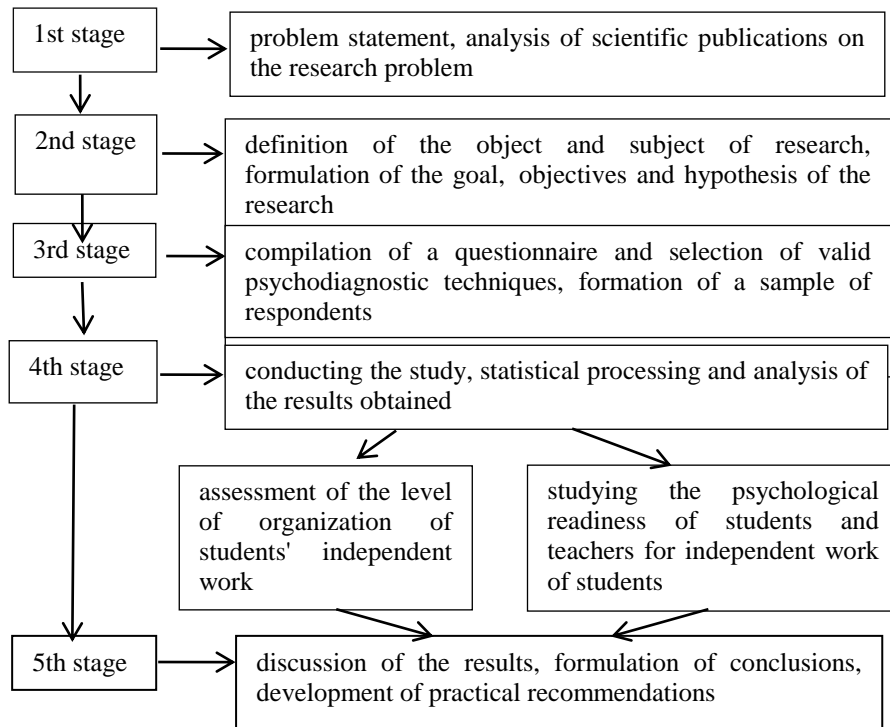 1st stage
problem statement, analysis of scientific publications on
the research problem
2nd stage
definition of the object and subject of research,
formulation of the goal, objectives and hypothesis of the
research
3rd stage
compilation of a questionnaire and selection of valid
psychodiagnostic techniques, formation of a sample of
respondents
4th stage
conducting the study, statistical processing and analysis of
the results obtained
assessment of the level
of organization of
students' independent
work
studying the psychological
readiness of students and
teachers for independent work
of students
5th stage
discussion of the results, formulation of conclusions,
development of practical recommendations